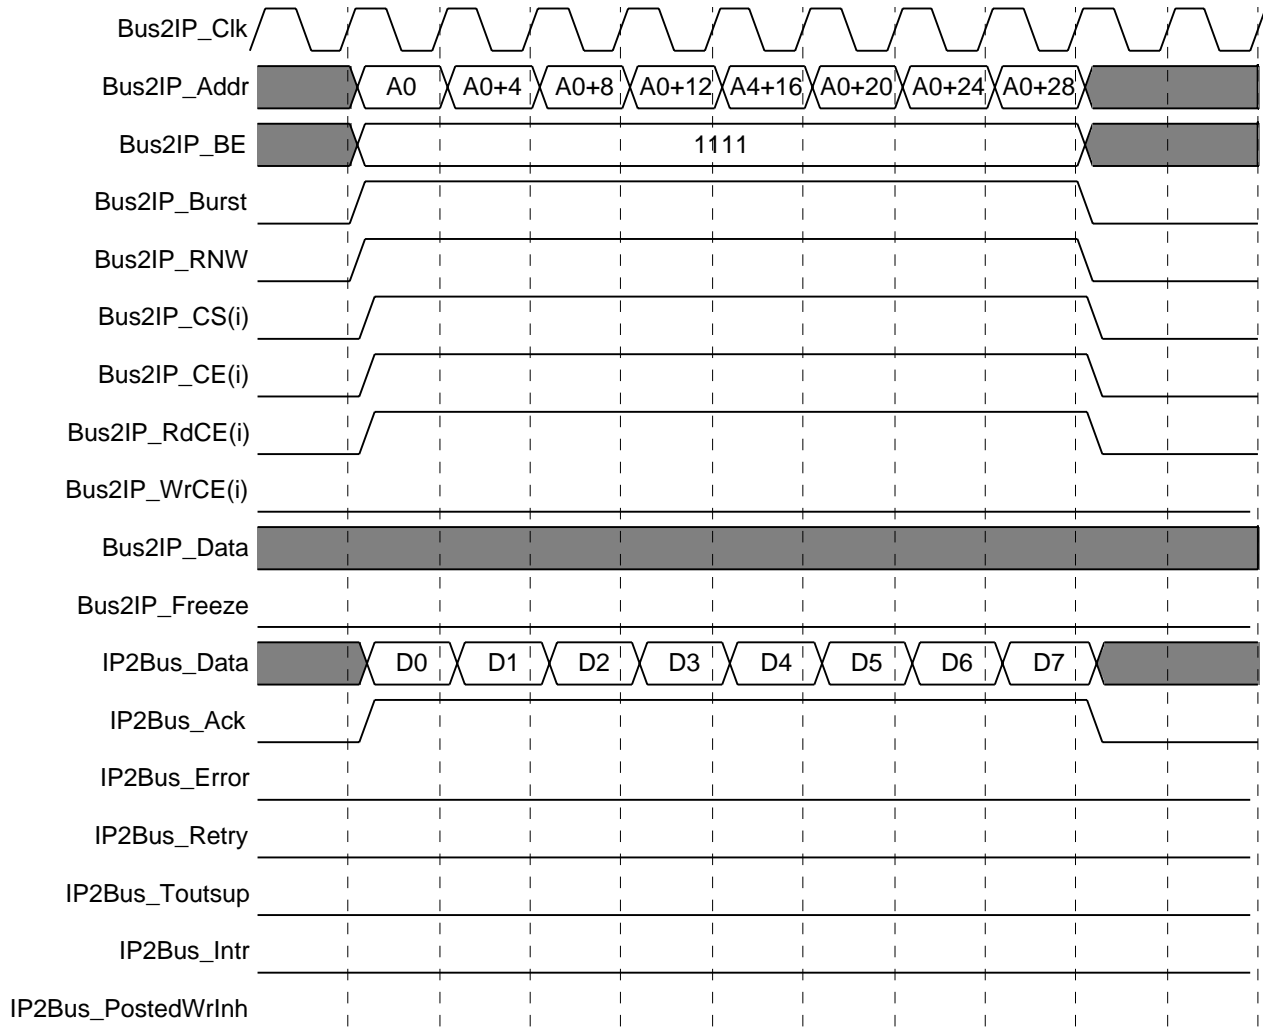 Bus2IP_Clk
Bus2IP_Addr A0 A0+4 A0+8 A0+12 A4+16 A0+20 A0+24 A0+28
Bus2IP_BE 1111
Bus2IP_Burst
Bus2IP_RNW
Bus2IP_CS(i)
Bus2IP_CE(i)
Bus2IP_RdCE(i)
Bus2IP_WrCE(i)
Bus2IP_Data
Bus2IP_Freeze
IP2Bus_Data D0 D1 D2 D3 D4 D5 D6 D7
IP2Bus_Ack
IP2Bus_Error
IP2Bus_Retry
IP2Bus_Toutsup
IP2Bus_Intr
IP2Bus_PostedWrInh